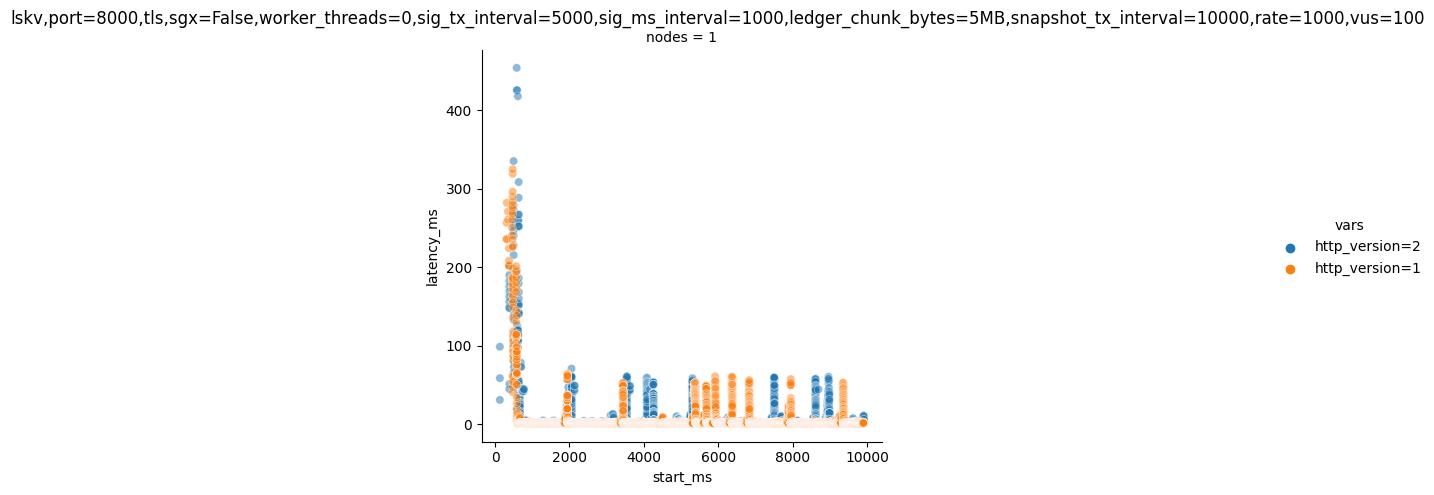 lskv,port=8000,tls,sgx=False,worker_threads=0,sig_tx_interval=5000,sig_ms_interval=1000,ledger_chunk_bytes=5MB,snapshot_tx_interval=10000,rate=1000,vus=100
nodes = 1
latency_ms
400
300
200
100
0
0 2000 4000 6000 8000 10000
start_ms
vars
http_version=2
http_version=1